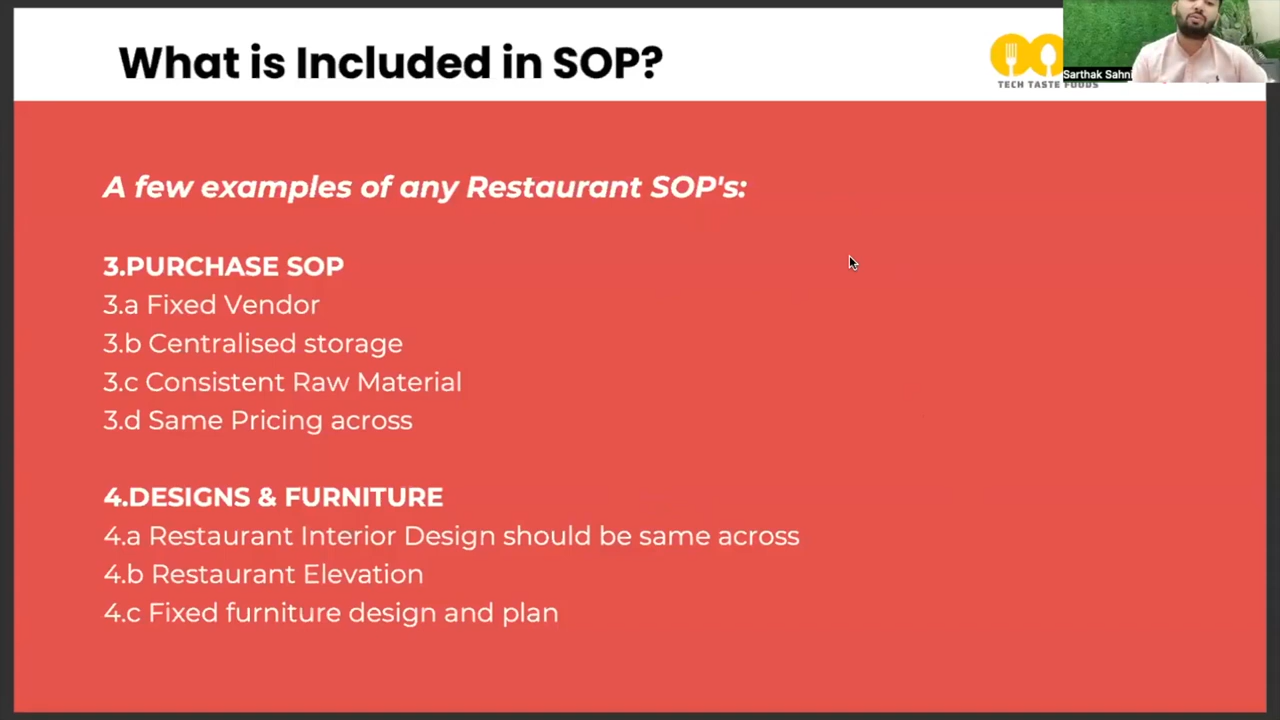 What is Included in SOP?
TECH TASTE FOODS
Sarthak Sahni
A few examples of any Restaurant SOP's:
3.PURCHASE SOP
3.a Fixed Vendor
3.b Centralised storage
3.c Consistent Raw Material
3.d Same Pricing across
4.DESIGNS & FURNITURE
4.a Restaurant Interior Design should be same across
4.b Restaurant Elevation
4.c Fixed furniture design and plan